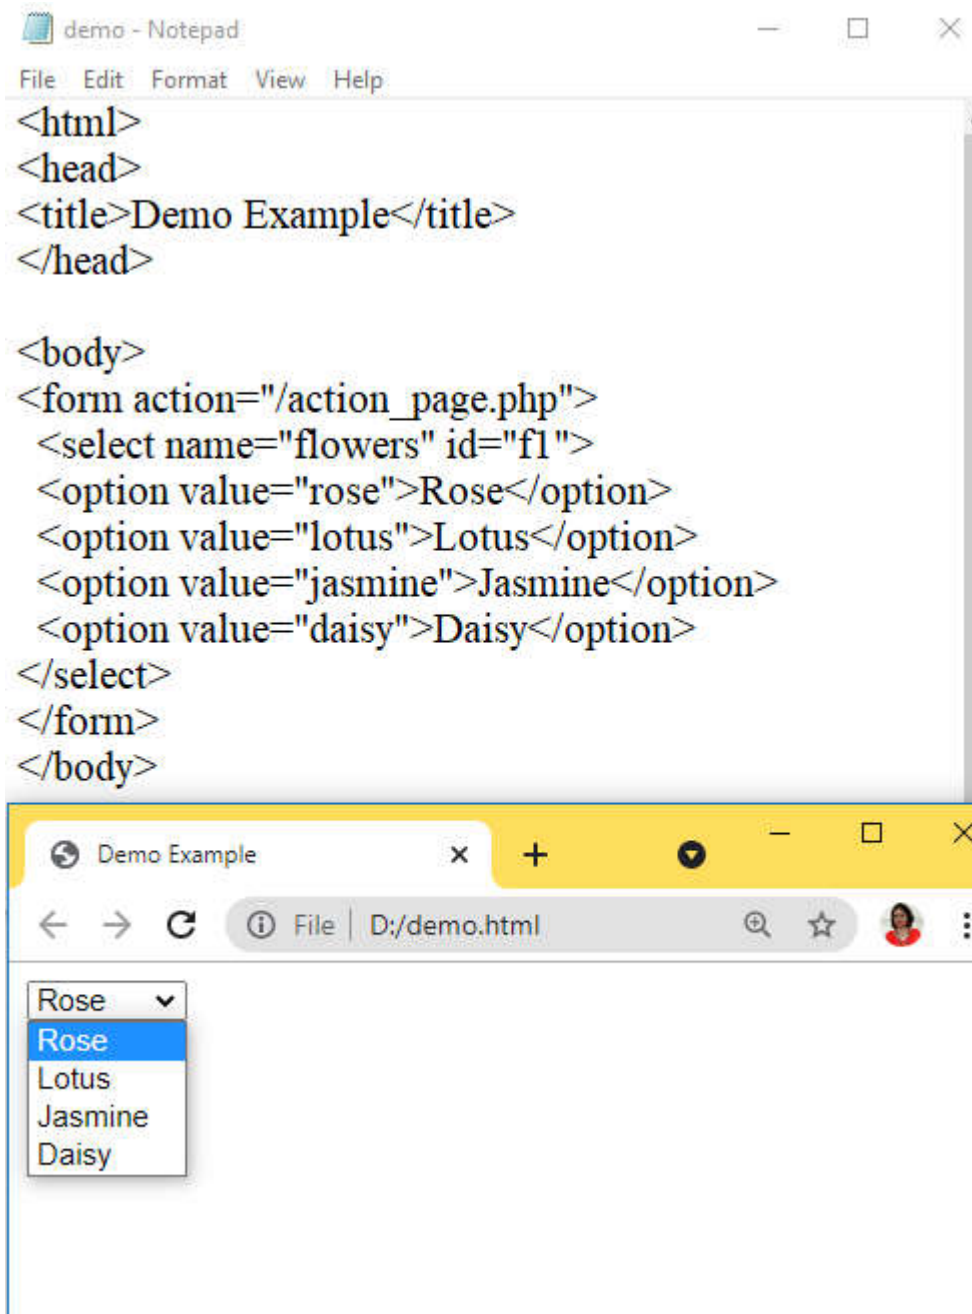 demo - Notepad
File Edit Format View Help
<html>
<head>
<title>Demo Example</title>
</head>
<body>
<form action="/action_page.php">
<select name="flowers" id="f1">
<option value="rose">Rose</option>
<option value="lotus">Lotus</option>
<option value="jasmine">Jasmine</option>
<option value="daisy">Daisy</option>
</select>
</form>
</body>
Demo Example
File D:/demo.html
Rose
Rose
Lotus
Jasmine
Daisy